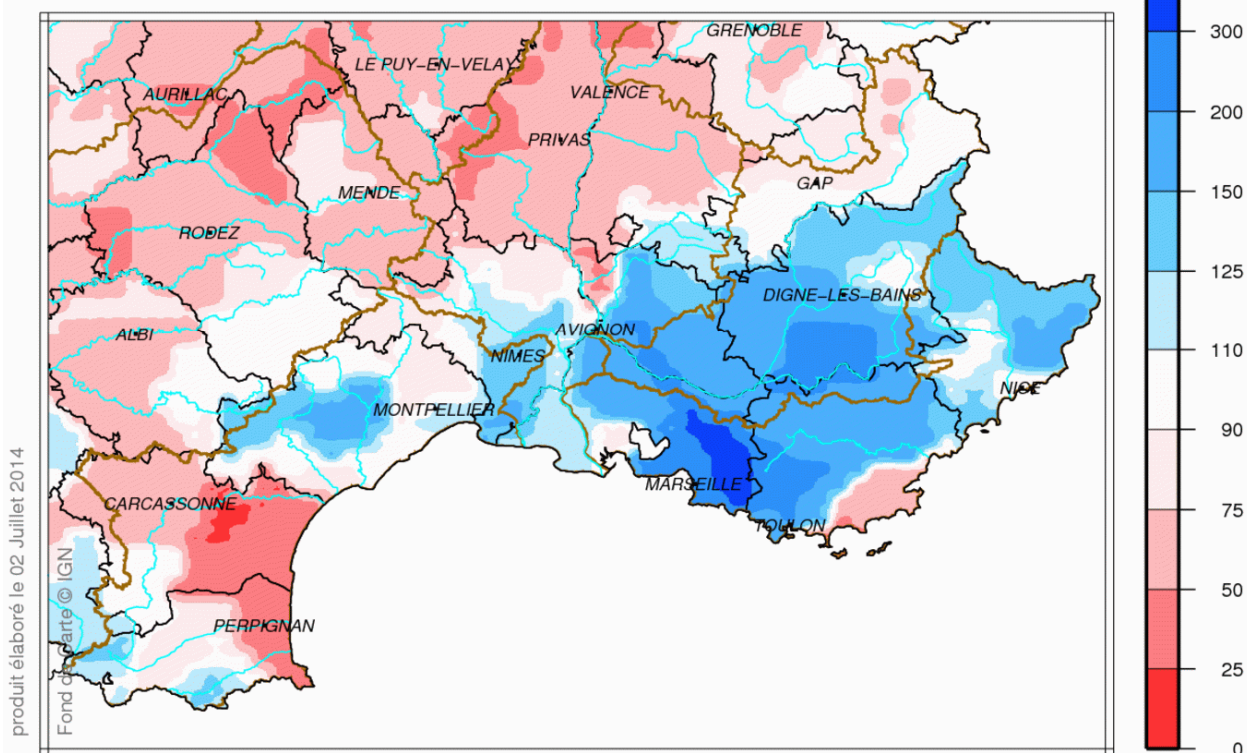 GRENOBLE
LE PUY-EN-VELAY
AURILLAC
VALENCE
PRIVAS
MENDE
GAP
RODEZ
DIGNE-LES-BAINS
ALBI
AVIGNON
NIMES
NICE
MONTPELLIER
MARSEILLE
CARCASSONNE
TOULON
PERPIGNAN
300
200
150
125
110
90
75
50
25
0
produit élaboré le 02 Juillet 2014
Fond de carte © IGN